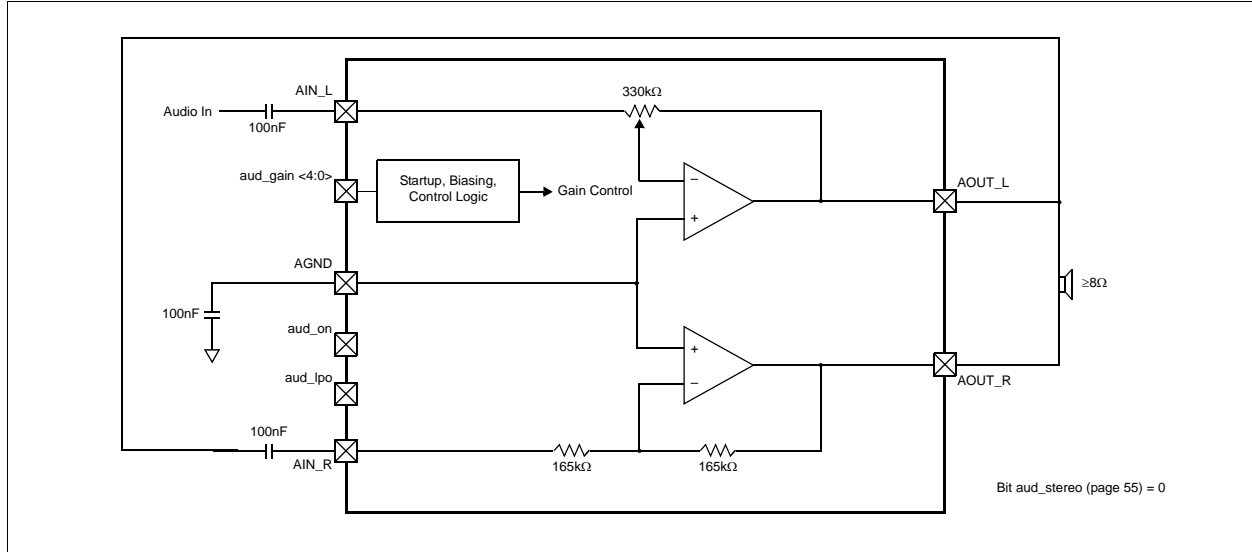 AIN_L
330kΩ
Audio In
100nF
aud_gain <4:0>
Startup, Biasing,
Control Logic
Gain Control
−
+
AOUT_L
AGND
≥8Ω
100nF
aud_on
+
−
aud_lpo
AOUT_R
100nF
AIN_R
165kΩ
165kΩ
Bit aud_stereo (page 55) = 0